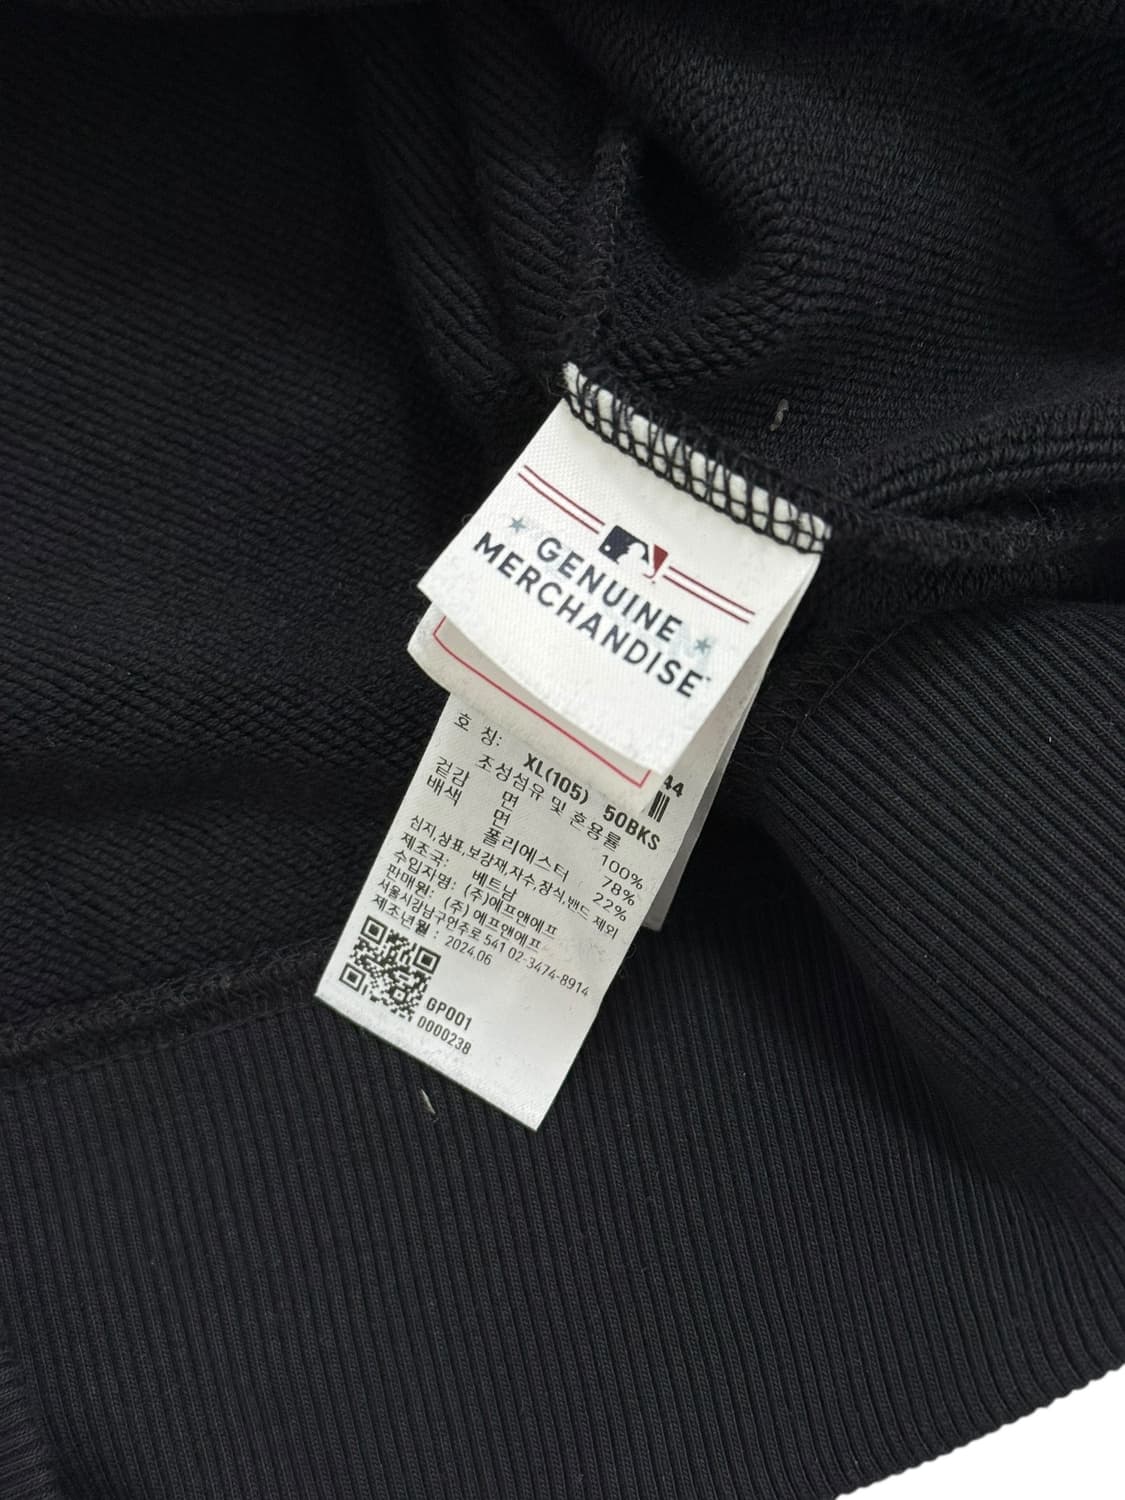 GENUINE
MERCHANDISE
44
호 칭: XL(105) 50BKS
조성섬유 및 혼용률
겉감 면 100%
배색 면 78%
폴리에스터 22%
심지,상표,보강재,자수,장식,밴드 제외
제조국: 베트남
수입자명: (주)에프앤에프
판매원: (주)에프앤에프
서울시강남구언주로 541 02-3474-8914
제조년월: 2024.06
GP001
0000238